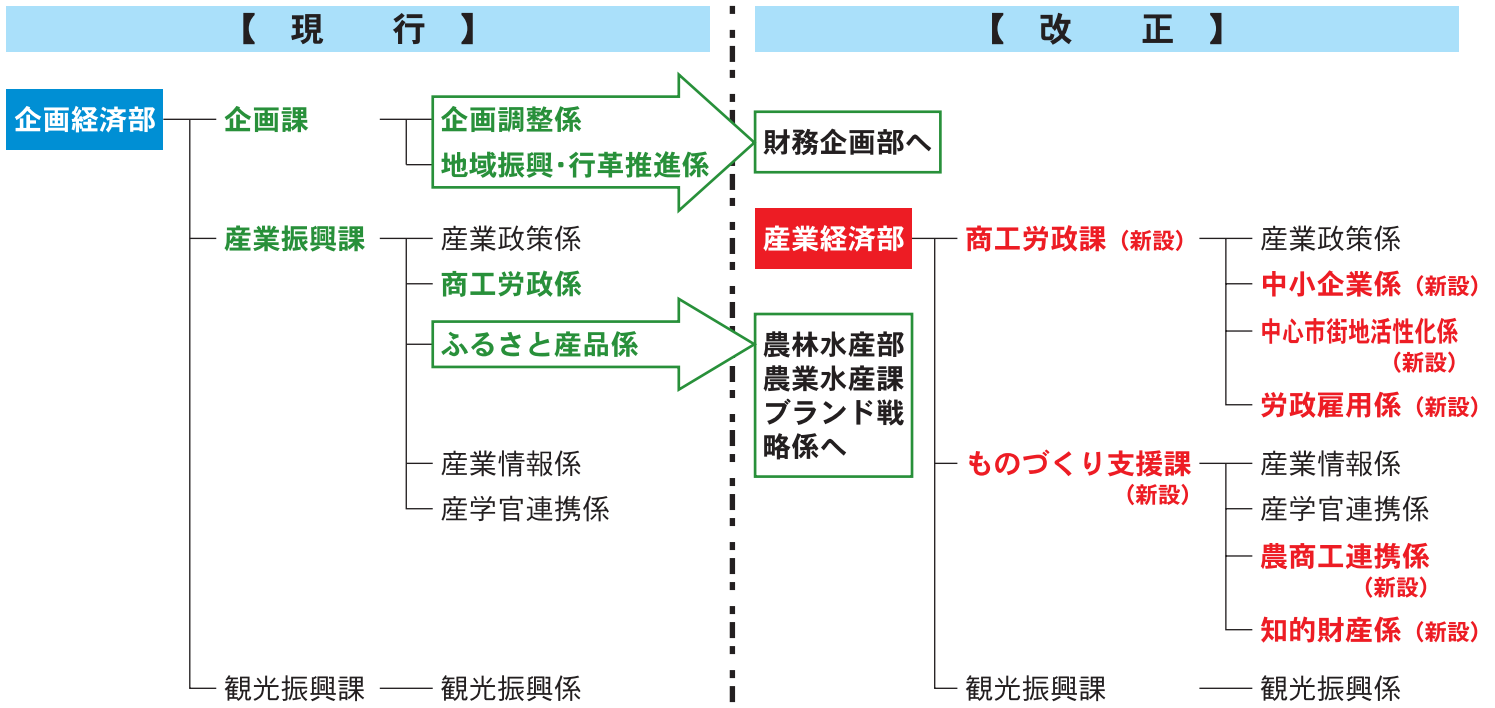 【現行】
企画経済部
企画課
企画調整係
地域振興・行革推進係
産業振興課
産業政策係
商工労政係
ふるさと産品係
産業情報係
産学官連携係
観光振興課
観光振興係
【改正】
財務企画部へ
産業経済部
商工労政課（新設）
産業政策係
中小企業係（新設）
中心市街地活性化係
（新設）
労政雇用係（新設）
農林水産部
農業水産課
ブランド戦
略係へ
ものづくり支援課
（新設）
産業情報係
産学官連携係
農商工連携係
（新設）
知的財産係（新設）
観光振興課
観光振興係